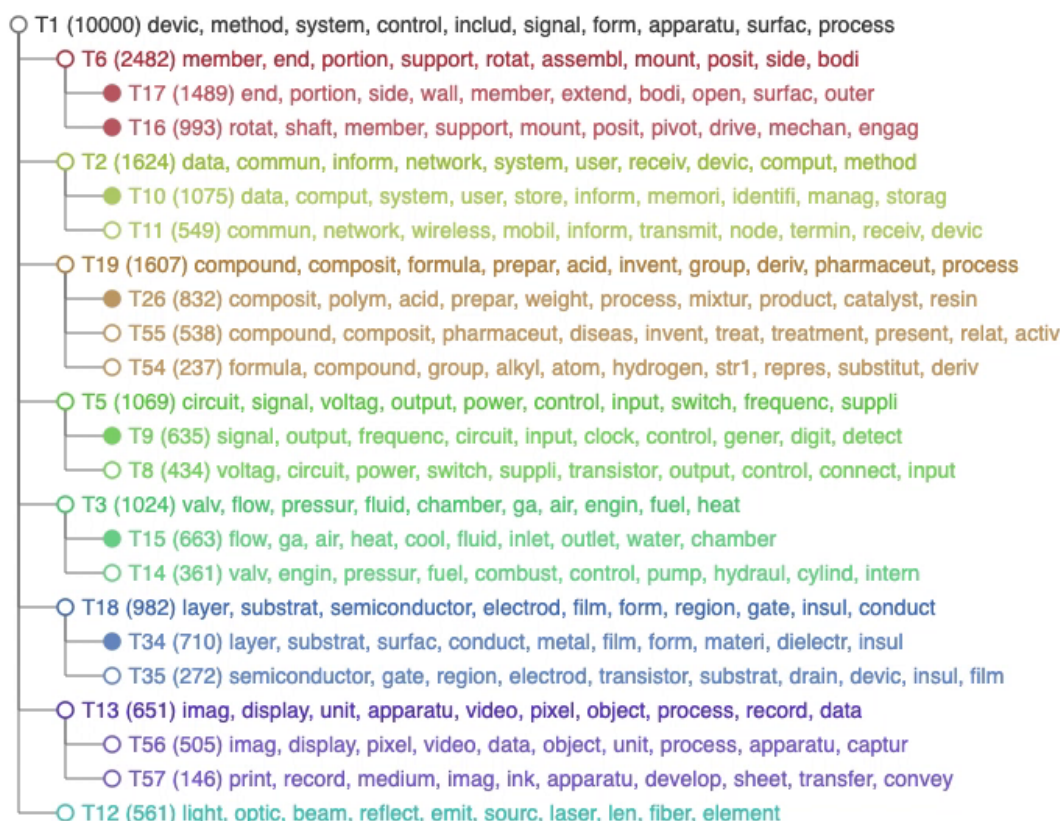 T1 (10000) devic, method, system, control, includ, signal, form, apparatu, surfac, process
T6 (2482) member, end, portion, support, rotat, assembl, mount, posit, side, bodi
T17 (1489) end, portion, side, wall, member, extend, bodi, open, surfac, outer
T16 (993) rotat, shaft, member, support, mount, posit, pivot, drive, mechan, engag
T2 (1624) data, commun, inform, network, system, user, receiv, devic, comput, method
T10 (1075) data, comput, system, user, store, inform, memori, identifi, manag, storag
T11 (549) commun, network, wireless, mobil, inform, transmit, node, termin, receiv, devic
T19 (1607) compound, composit, formula, prepar, acid, invent, group, deriv, pharmaceut, process
T26 (832) composit, polym, acid, prepar, weight, process, mixtur, product, catalyst, resin
T55 (538) compound, composit, pharmaceut, diseas, invent, treat, treatment, present, relat, activ
T54 (237) formula, compound, group, alkyl, atom, hydrogen, str1, repres, substitut, deriv
T5 (1069) circuit, signal, voltag, output, power, control, input, switch, frequenc, suppli
T9 (635) signal, output, frequenc, circuit, input, clock, control, gener, digit, detect
T8 (434) voltag, circuit, power, switch, suppli, transistor, output, control, connect, input
T3 (1024) valv, flow, pressur, fluid, chamber, ga, air, engin, fuel, heat
T15 (663) flow, ga, air, heat, cool, fluid, inlet, outlet, water, chamber
T14 (361) valv, engin, pressur, fuel, combust, control, pump, hydraul, cylind, intern
T18 (982) layer, substrat, semiconductor, electrod, film, form, region, gate, insul, conduct
T34 (710) layer, substrat, surfac, conduct, metal, film, form, materi, dielectr, insul
T35 (272) semiconductor, gate, region, electrod, transistor, substrat, drain, devic, insul, film
T13 (651) imag, display, unit, apparatu, video, pixel, object, process, record, data
T56 (505) imag, display, pixel, video, data, object, unit, process, apparatu, captur
T57 (146) print, record, medium, imag, ink, apparatu, develop, sheet, transfer, convey
T12 (561) light, optic, beam, reflect, emit, sourc, laser, len, fiber, element